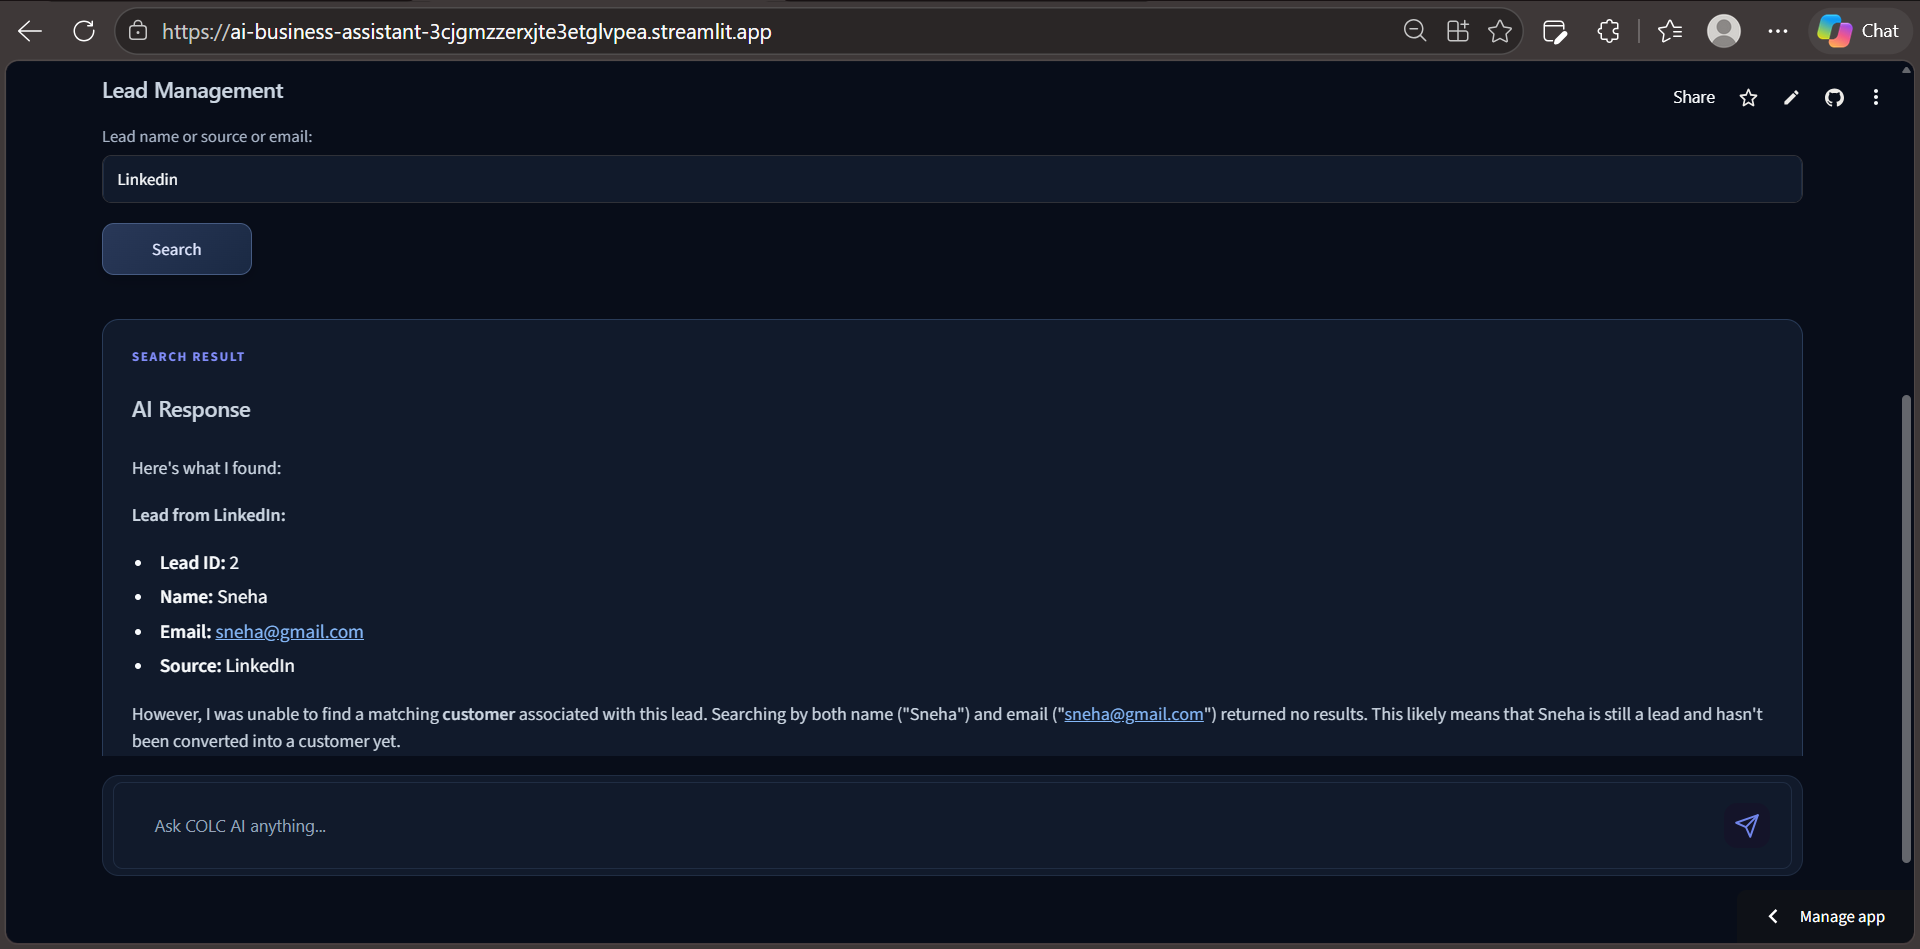 https://ai-business-assistant-3cjgmzzerxjte3etglvpea.streamlit.app
Chat
Lead Management
Share
Lead name or source or email:
Linkedin
Search
SEARCH RESULT
AI Response
Here's what I found:
Lead from LinkedIn:
• Lead ID: 2
• Name: Sneha
• Email: sneha@gmail.com
• Source: LinkedIn
However, I was unable to find a matching customer associated with this lead. Searching by both name ("Sneha") and email ("sneha@gmail.com") returned no results. This likely means that Sneha is still a lead and hasn't
been converted into a customer yet.
Ask COLC AI anything...
Manage app